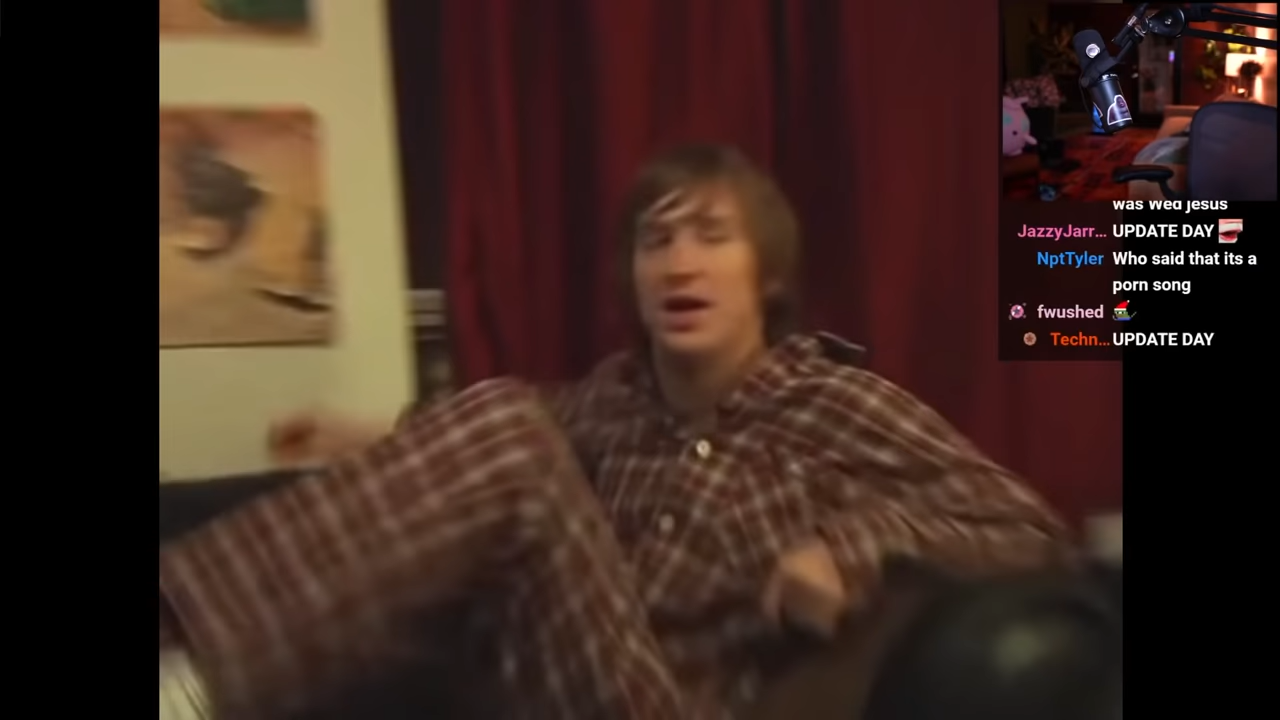 was Wed jesus
JazzyJarr... UPDATE DAY
NptTyler Who said that its a
porn song
fwushed
Techn... UPDATE DAY